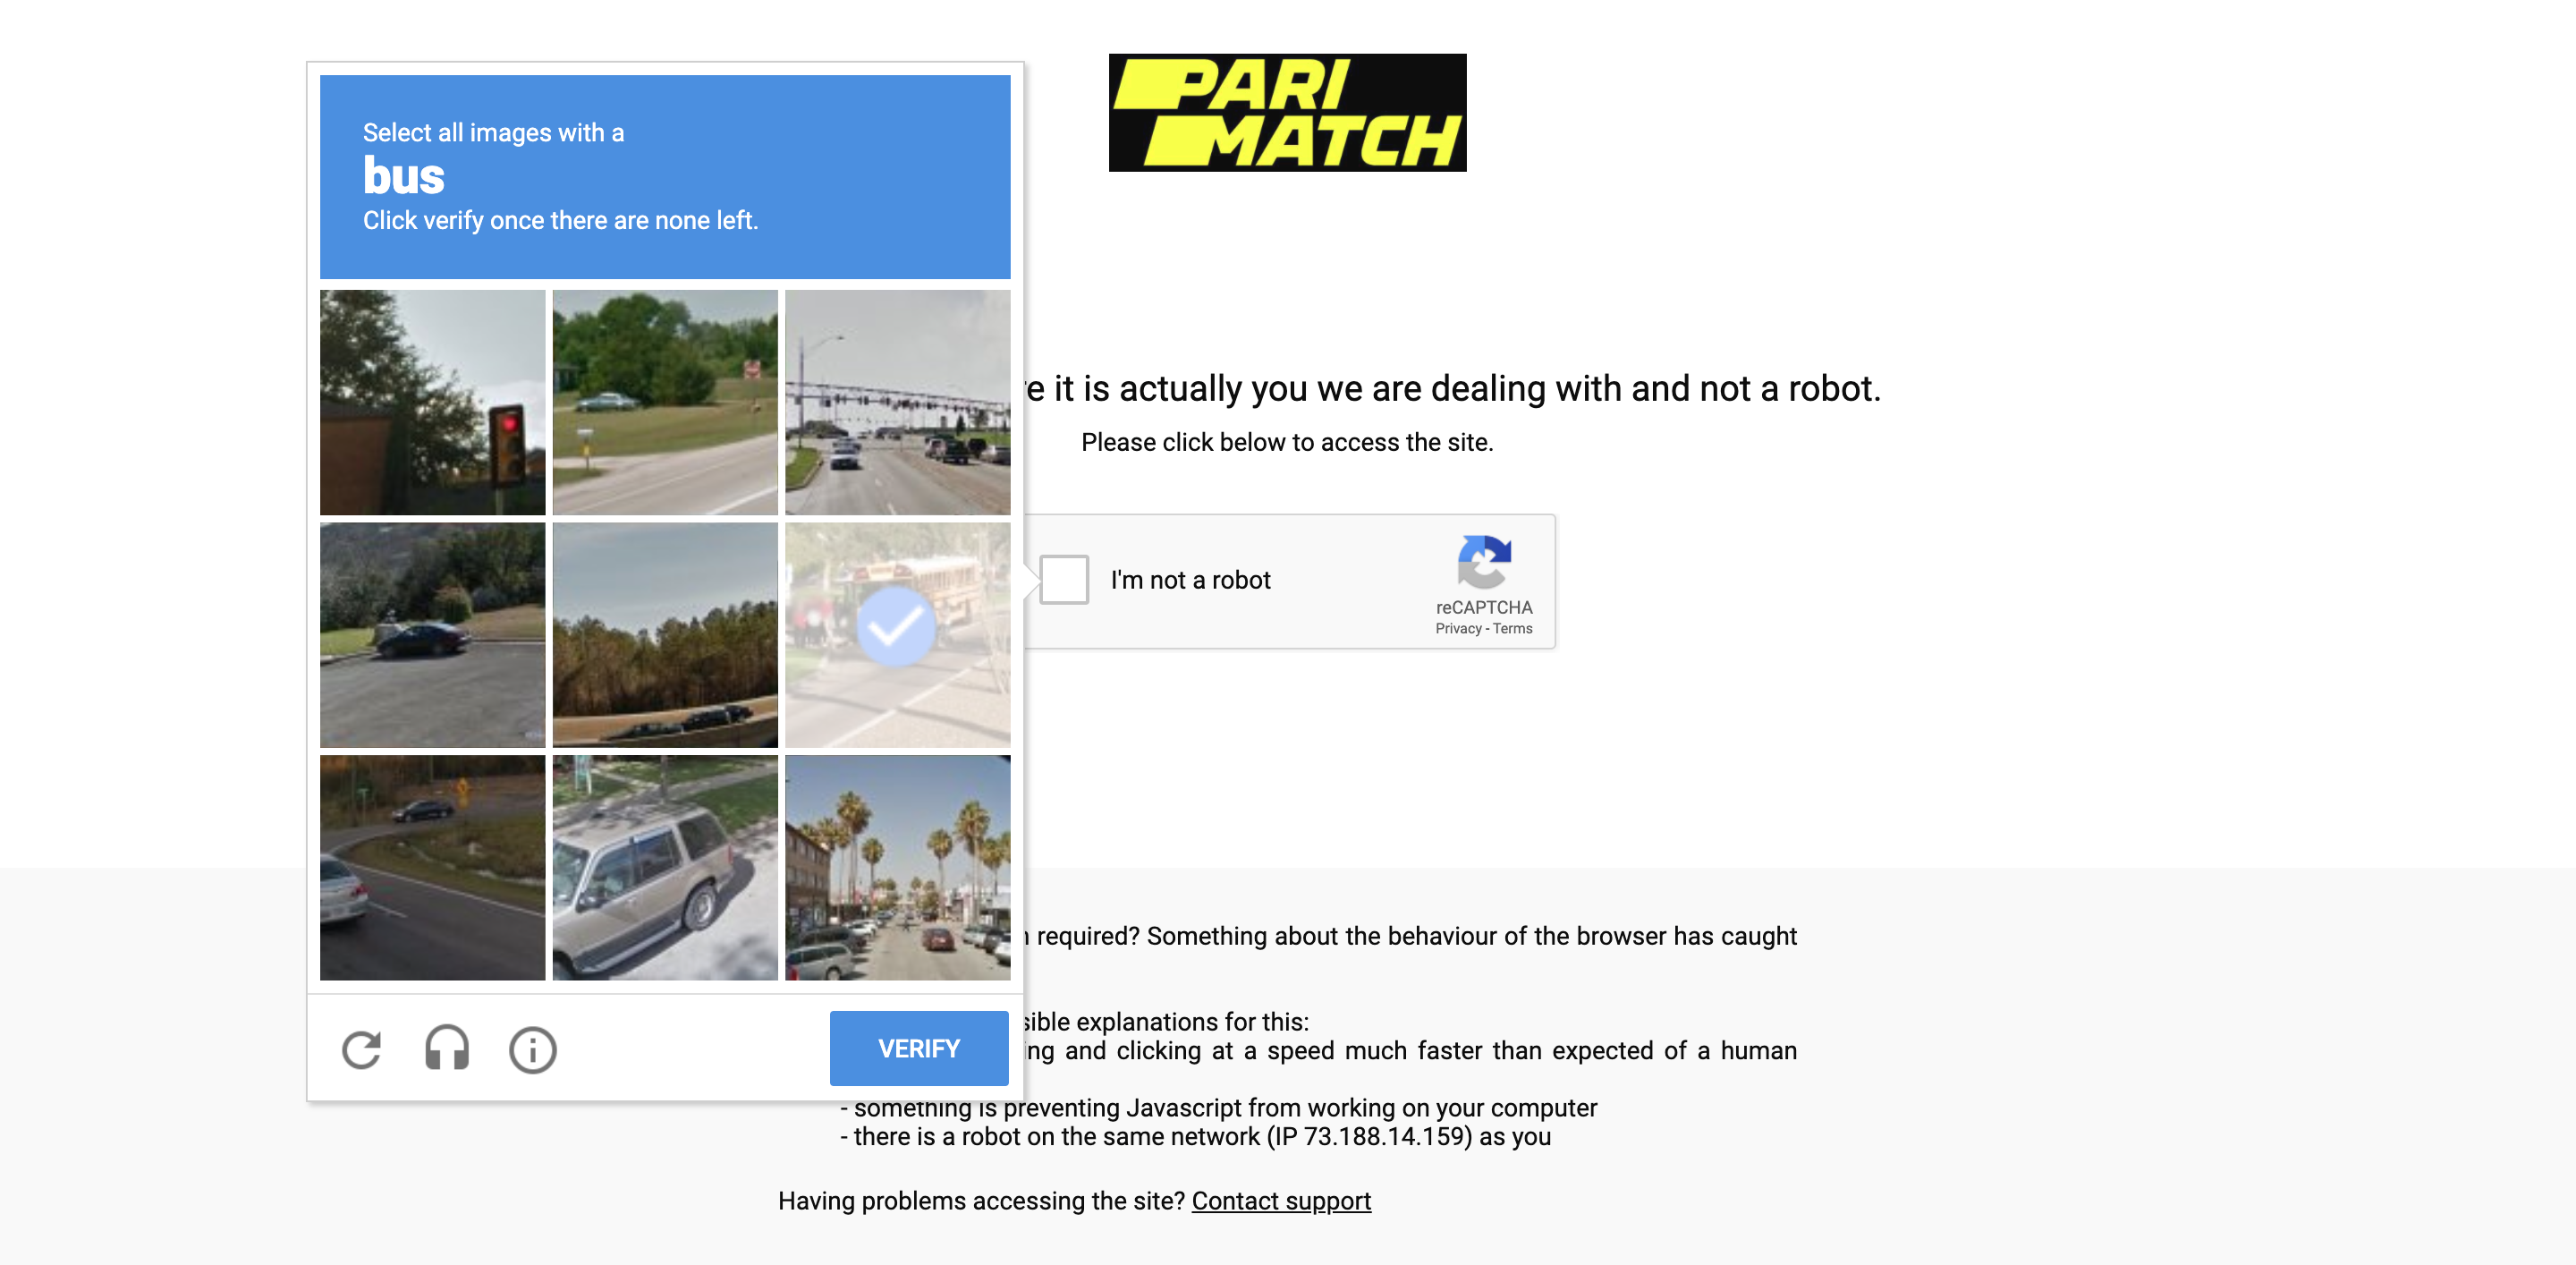 PARI
MATCH
Select all images with a
bus
Click verify once there are none left.
e it is actually you we are dealing with and not a robot.
Please click below to access the site.
I'm not a robot
reCAPTCHA
Privacy - Terms
required? Something about the behaviour of the browser has caught
sible explanations for this:
ing and clicking at a speed much faster than expected of a human
VERIFY
- something is preventing Javascript from working on your computer
- there is a robot on the same network (IP 73.188.14.159) as you
Having problems accessing the site? Contact support